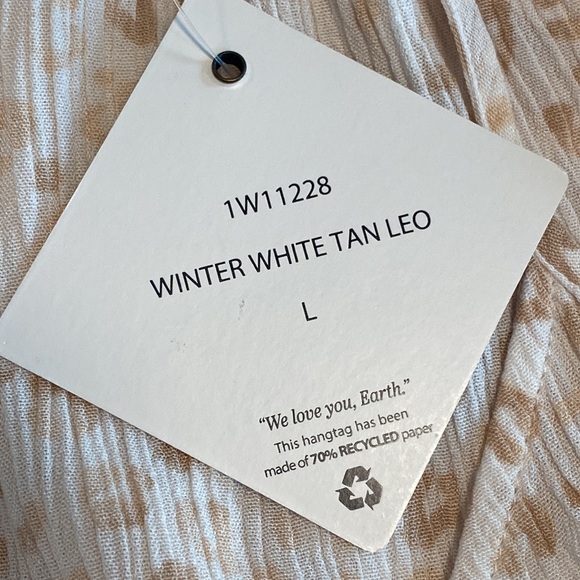 1W11228
WINTER WHITE TAN LEO
L
“We love you, Earth.”
This hangtag has been
made of 70% RECYCLED paper